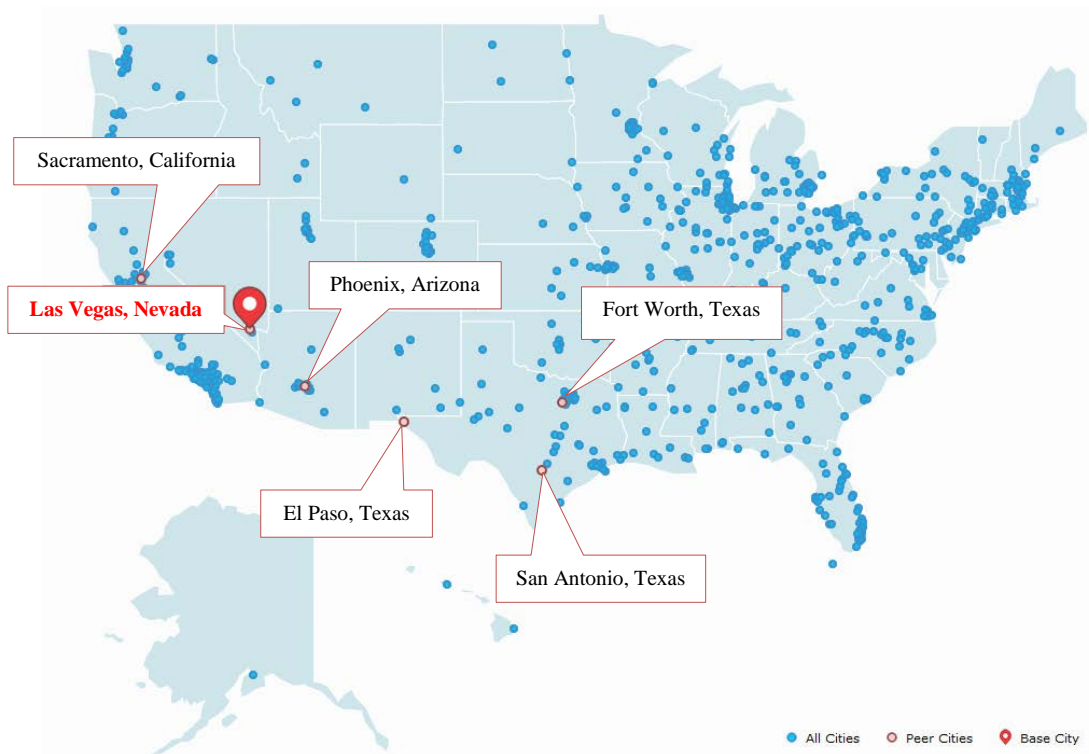 Sacramento, California
Phoenix, Arizona
Las Vegas, Nevada
Fort Worth, Texas
El Paso, Texas
San Antonio, Texas
All Cities
Peer Cities
Base City